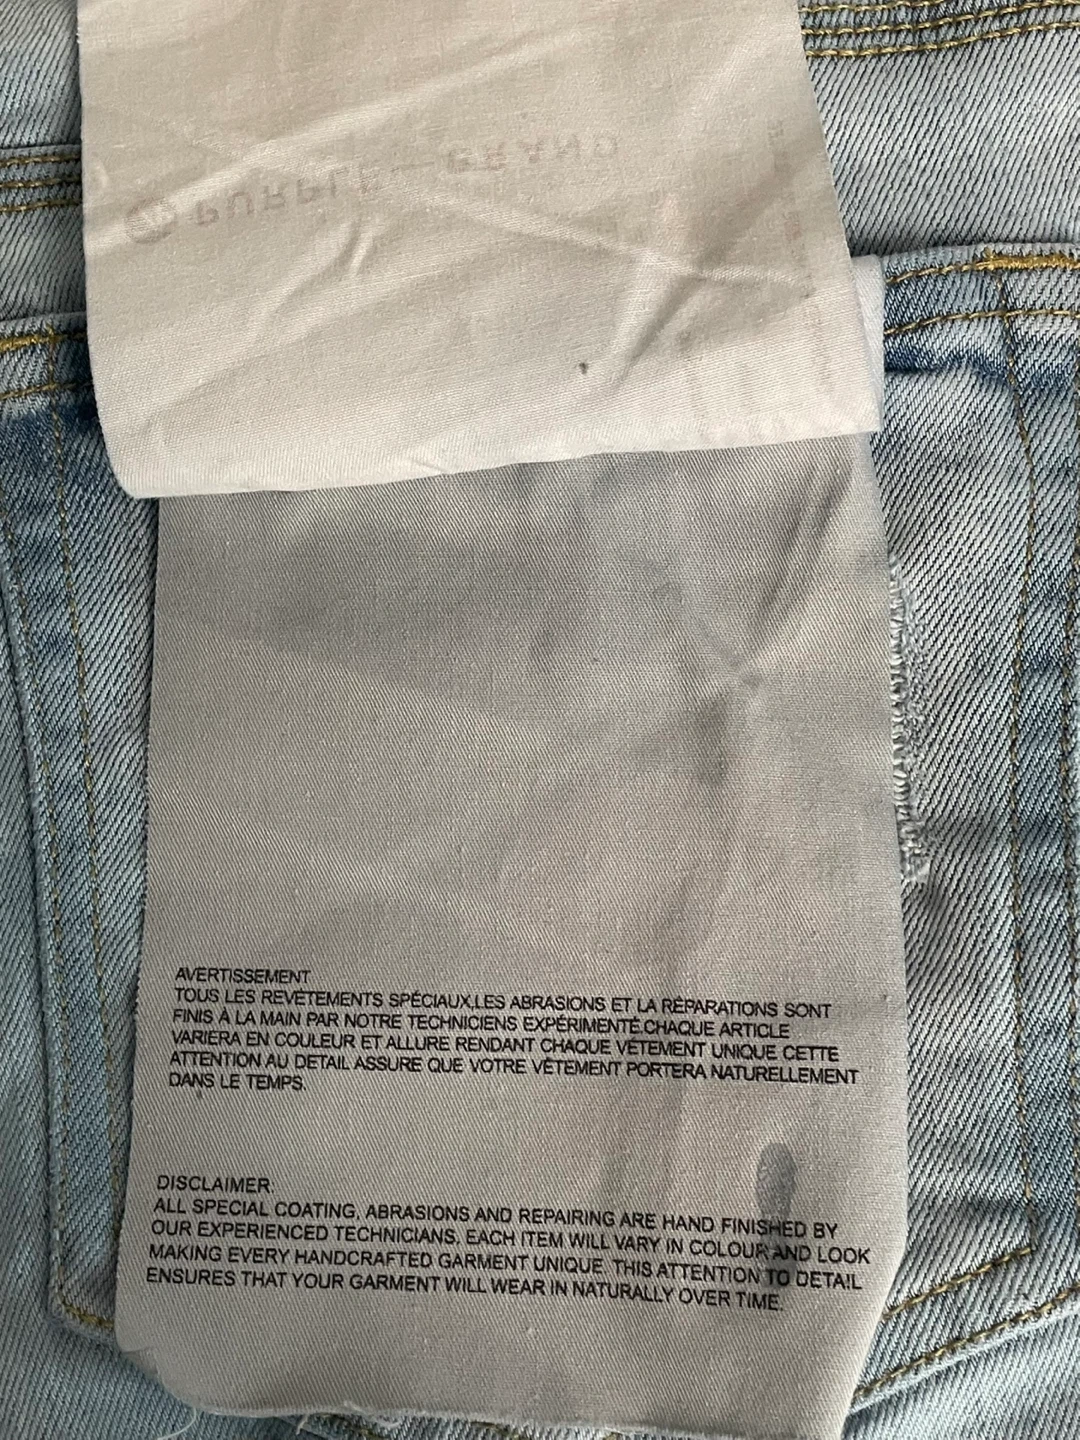 PURPLE — BRAND
AVERTISSEMENT
TOUS LES REVÊTEMENTS SPÉCIAUX,LES ABRASIONS ET LA RÉPARATIONS SONT
FINIS À LA MAIN PAR NOTRE TECHNICIENS EXPÉRIMENTÉ.CHAQUE ARTICLE
VARIERA EN COULEUR ET ALLURE RENDANT CHAQUE VÊTEMENT UNIQUE CETTE
ATTENTION AU DETAIL ASSURE QUE VOTRE VÊTEMENT PORTERA NATURELLEMENT
DANS LE TEMPS.
DISCLAIMER:
ALL SPECIAL COATING, ABRASIONS AND REPAIRING ARE HAND FINISHED BY
OUR EXPERIENCED TECHNICIANS. EACH ITEM WILL VARY IN COLOUR AND LOOK
MAKING EVERY HANDCRAFTED GARMENT UNIQUE. THIS ATTENTION TO DETAIL
ENSURES THAT YOUR GARMENT WILL WEAR IN NATURALLY OVER TIME.